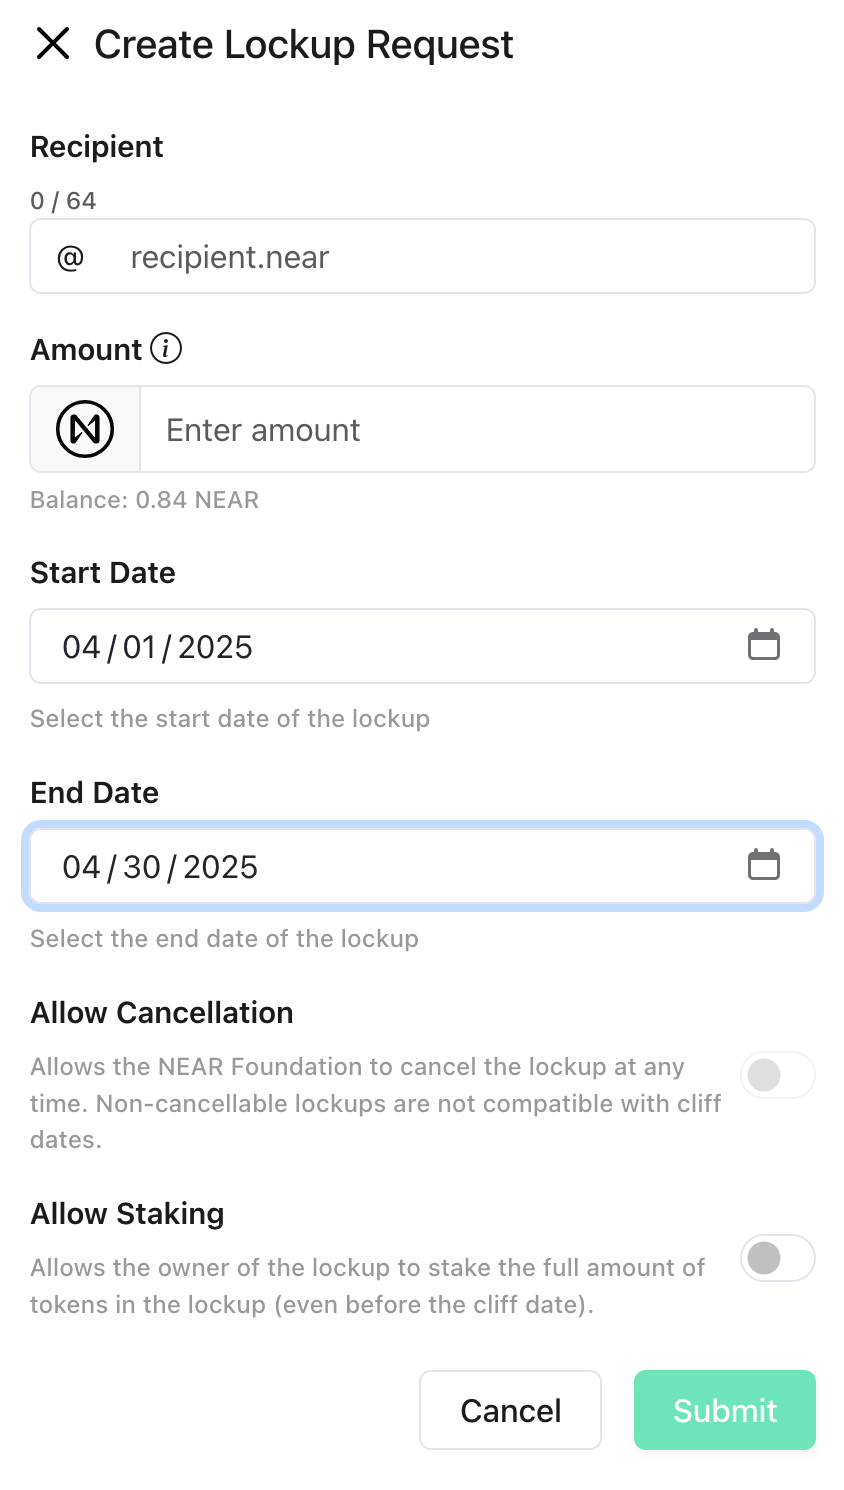 Create Lockup Request
Recipient
0 / 64
@ recipient.near
Amount
Enter amount
Balance: 0.84 NEAR
Start Date
04/01/2025
Select the start date of the lockup
End Date
04/30/2025
Select the end date of the lockup
Allow Cancellation
Allows the NEAR Foundation to cancel the lockup at any
time. Non-cancellable lockups are not compatible with cliff
dates.
Allow Staking
Allows the owner of the lockup to stake the full amount of
tokens in the lockup (even before the cliff date).
Cancel
Submit